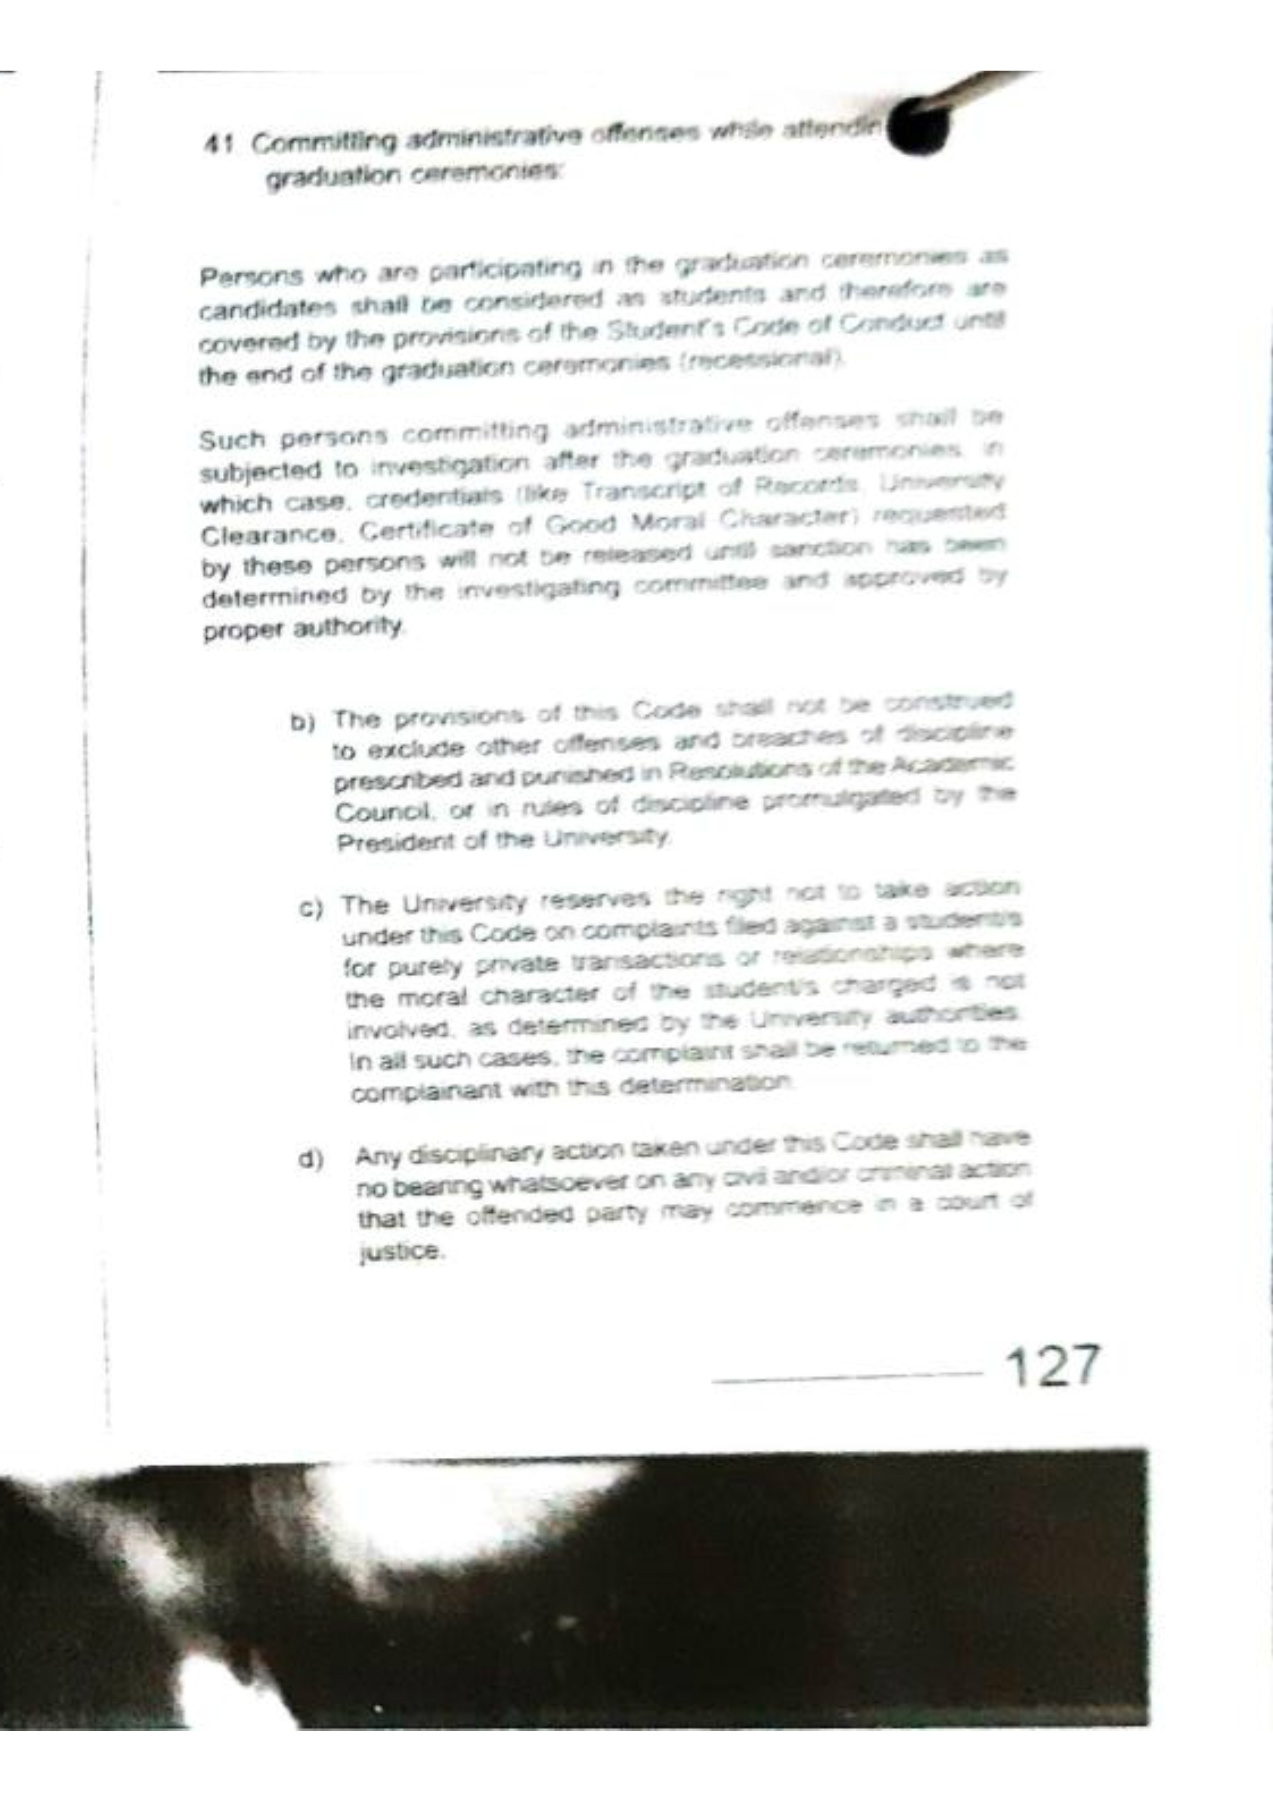 41 Committing administrative offenses while attendin
graduation ceremonies:
Persons who are participating in the graduation ceremonies as
candidates shall be considered as students and therefore are
covered by the provisions of the Student's Code of Conduct until
the end of the graduation ceremonies (recessional).
Such persons committing administrative offenses shall be
subjected to investigation after the graduation ceremonies, in
which case, credentials (like Transcript of Records, University
Clearance, Certificate of Good Moral Character) requested
by these persons will not be released until sanction has been
determined by the investigating committee and approved by
proper authority.
b) The provisions of this Code shall not be construed
to exclude other offenses and breaches of discipline
prescribed and punished in Resolutions of the Academic
Council, or in rules of discipline promulgated by the
President of the University.
c) The University reserves the right not to take action
under this Code on complaints filed against a student/s
for purely private transactions or relationships where
the moral character of the student/s charged is not
involved, as determined by the University authorities.
In all such cases, the complaint shall be returned to the
complainant with this determination.
d) Any disciplinary action taken under this Code shall have
no bearing whatsoever on any civil and/or criminal action
that the offended party may commence in a court of
justice.
127